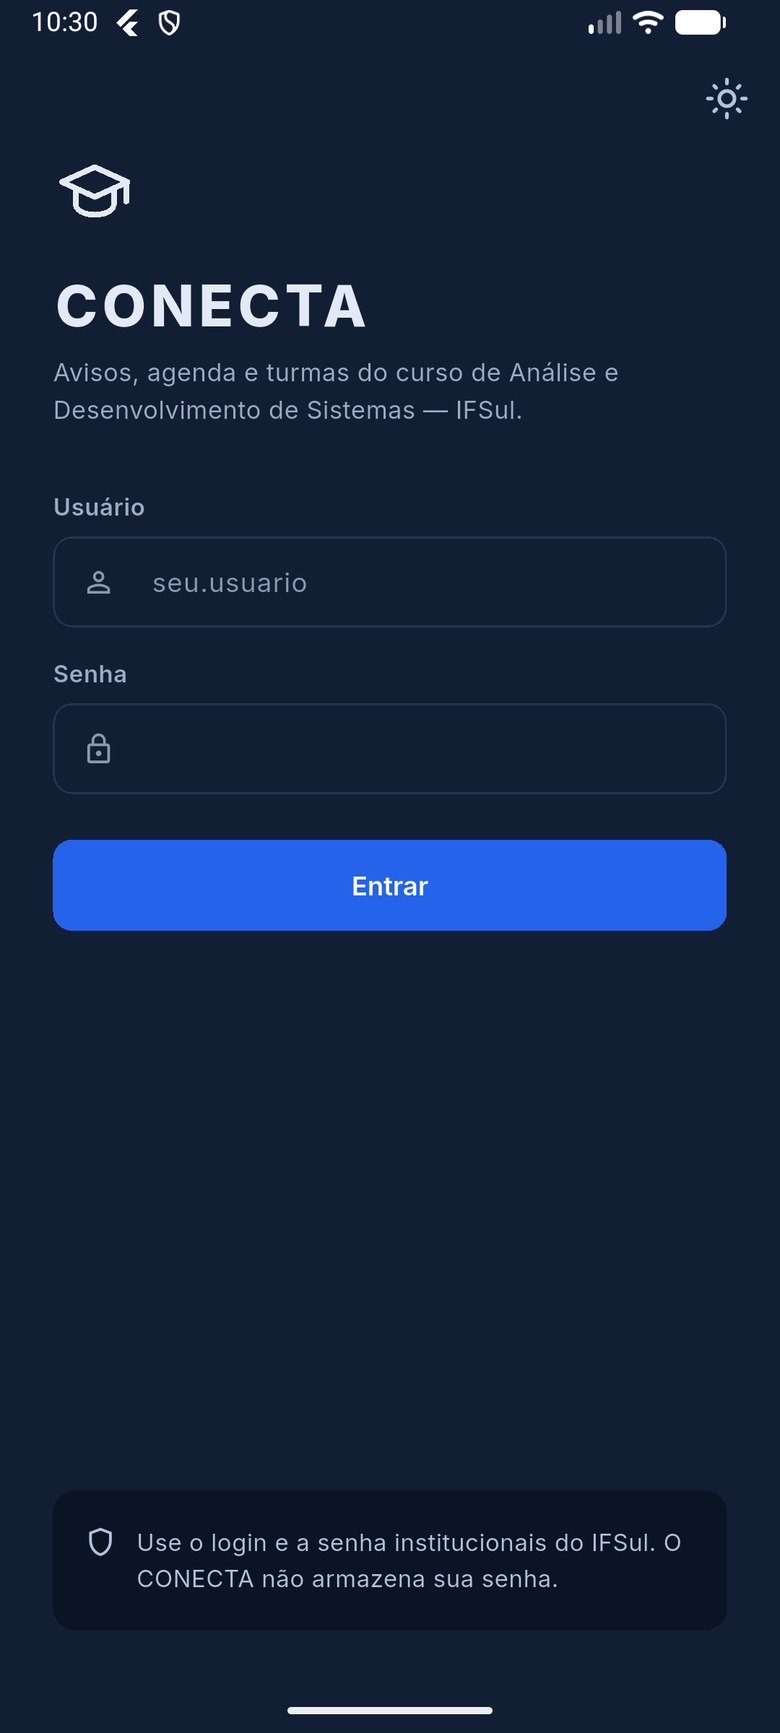 10:30
CONECTA
Avisos, agenda e turmas do curso de Análise e
Desenvolvimento de Sistemas — IFSul.
Usuário
seu.usuario
Senha
Entrar
Use o login e a senha institucionais do IFSul. O
CONECTA não armazena sua senha.